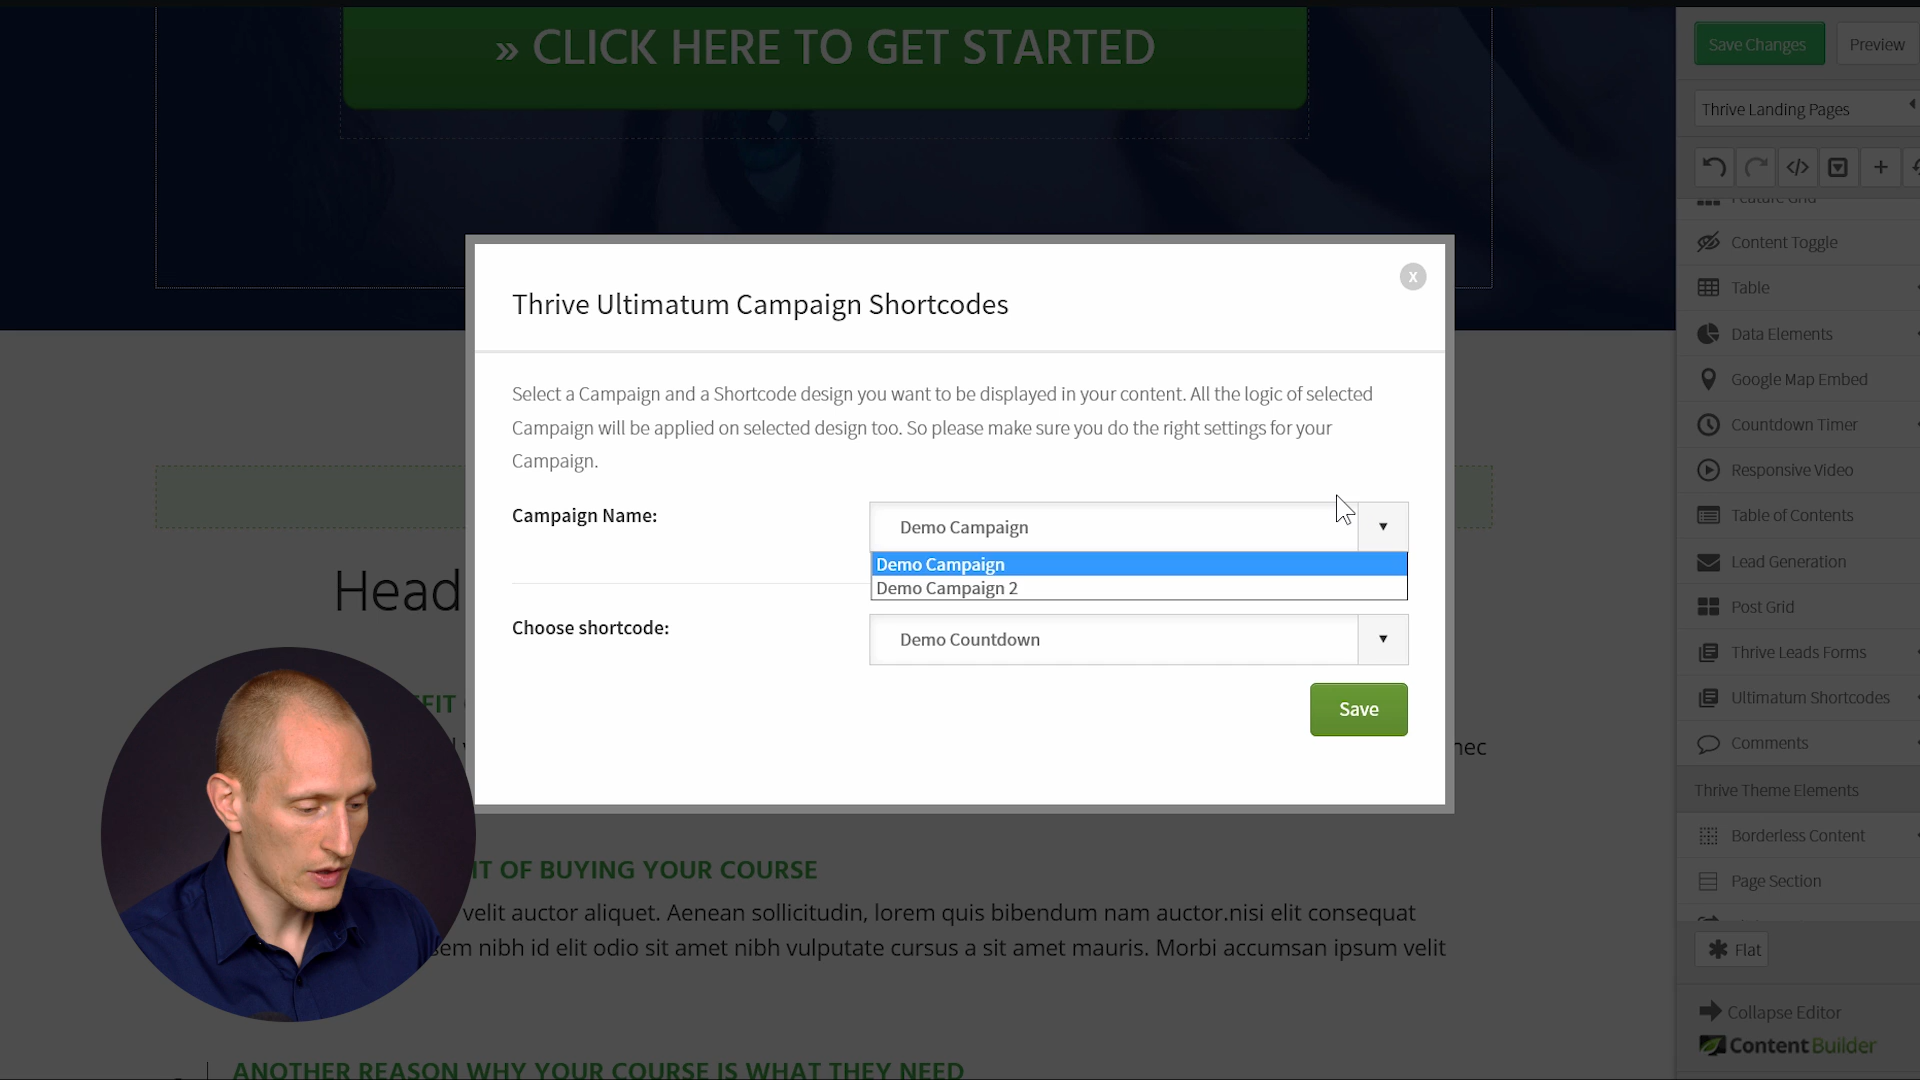 » CLICK HERE TO GET STARTED
Save Changes
Preview
Thrive Landing Pages
Feature Grid
Content Toggle
Table
Data Elements
Google Map Embed
Countdown Timer
Responsive Video
Table of Contents
Lead Generation
Post Grid
Thrive Leads Forms
Ultimatum Shortcodes
Comments
Thrive Theme Elements
Borderless Content
Page Section
Flat
Collapse Editor
Content Builder
Thrive Ultimatum Campaign Shortcodes
X
Select a Campaign and a Shortcode design you want to be displayed in your content. All the logic of selected
Campaign will be applied on selected design too. So please make sure you do the right settings for your
Campaign.
Campaign Name:
Demo Campaign
Demo Campaign
Demo Campaign 2
Choose shortcode:
Demo Countdown
Save
Head
OF BUYING YOUR COURSE
velit auctor aliquet. Aenean sollicitudin, lorem quis bibendum nam auctor.nisi elit consequat
sem nibh id elit odio sit amet nibh vulputate cursus a sit amet mauris. Morbi accumsan ipsum velit
ANOTHER REASON WHY YOUR COURSE IS WHAT THEY NEED